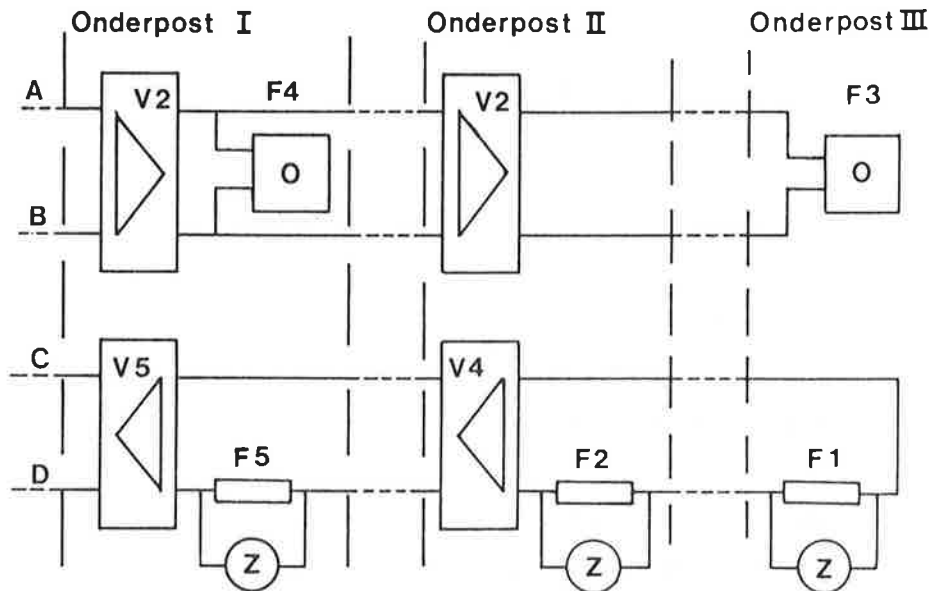 Onderpost I Onderpost II Onderpost III
A V2 F4 V2 F3
O O
B
C V5 V4
D F5 F2 F1
Z Z Z